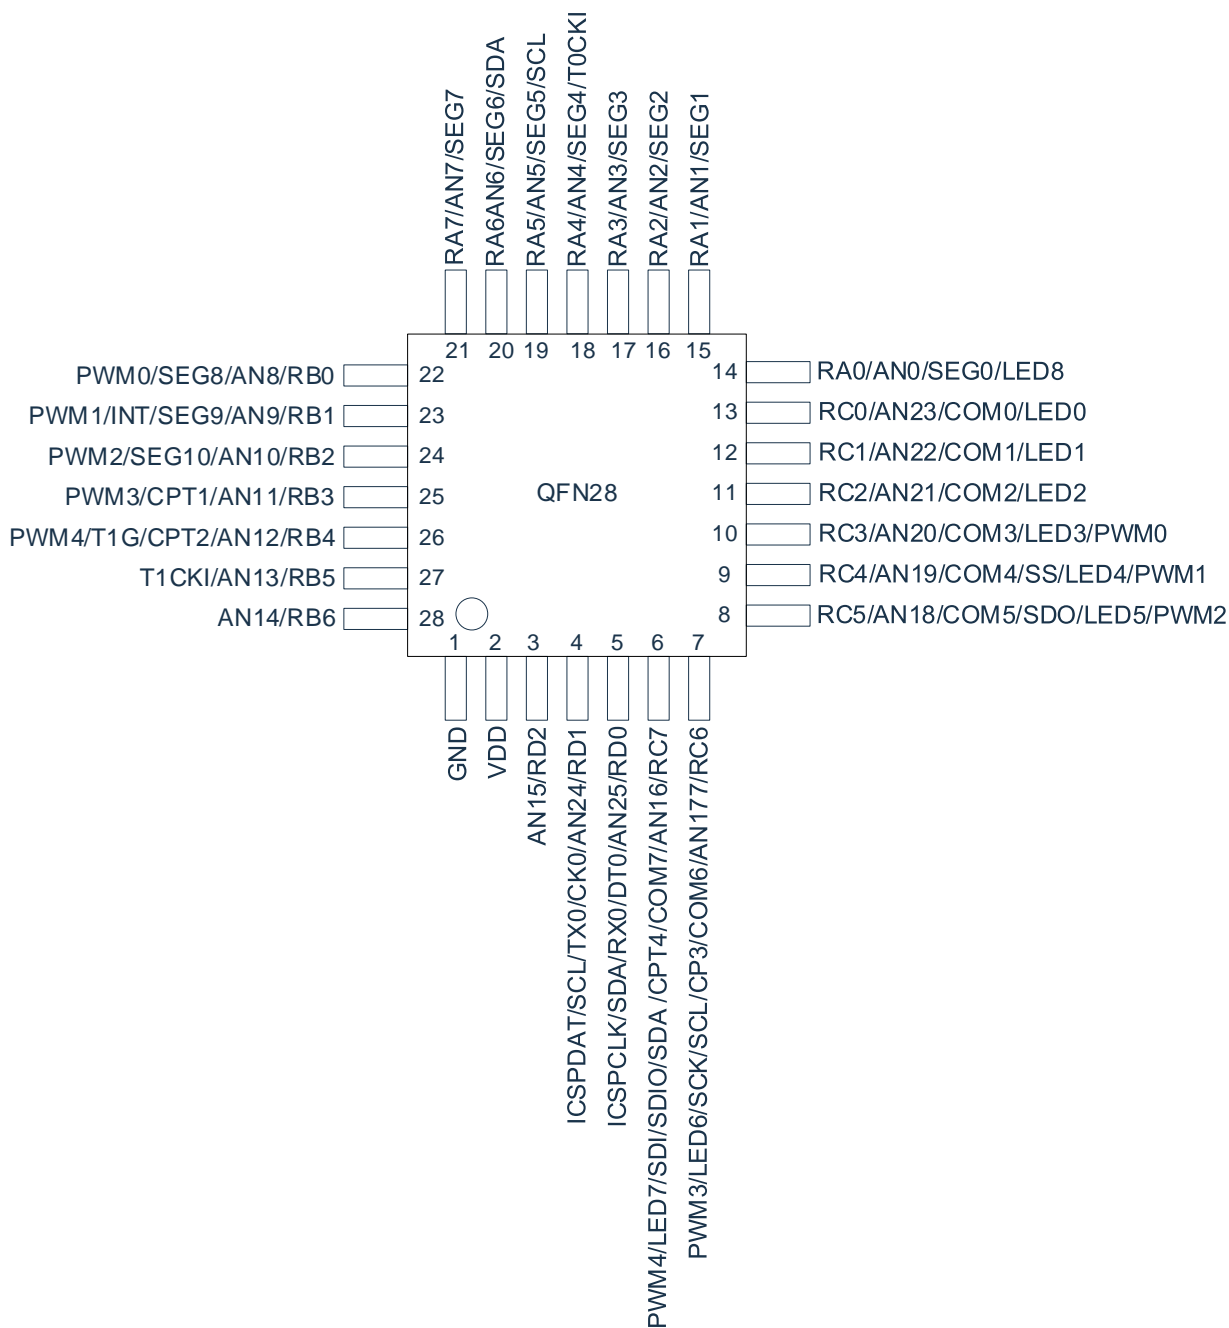 RA7/AN7/SEG7
RA6AN6/SEG6/SDA
RA5/AN5/SEG5/SCL
RA4/AN4/SEG4/T0CKI
RA3/AN3/SEG3
RA2/AN2/SEG2
RA1/AN1/SEG1
21
20
19
18
17
16
15
PWM0/SEG8/AN8/RB0
22
PWM1/INT/SEG9/AN9/RB1
23
PWM2/SEG10/AN10/RB2
24
PWM3/CPT1/AN11/RB3
25
PWM4/T1G/CPT2/AN12/RB4
26
T1CKI/AN13/RB5
27
AN14/RB6
28
QFN28
14
RA0/AN0/SEG0/LED8
13
RC0/AN23/COM0/LED0
12
RC1/AN22/COM1/LED1
11
RC2/AN21/COM2/LED2
10
RC3/AN20/COM3/LED3/PWM0
9
RC4/AN19/COM4/SS/LED4/PWM1
8
RC5/AN18/COM5/SDO/LED5/PWM2
1
2
3
4
5
6
7
GND
VDD
AN15/RD2
ICSPDAT/SCL/TX0/CK0/AN24/RD1
ICSPCLK/SDA/RX0/DT0/AN25/RD0
PWM4/LED7/SDI/SDIO/SDA /CPT4/COM7/AN16/RC7
PWM3/LED6/SCK/SCL/CP3/COM6/AN177/RC6